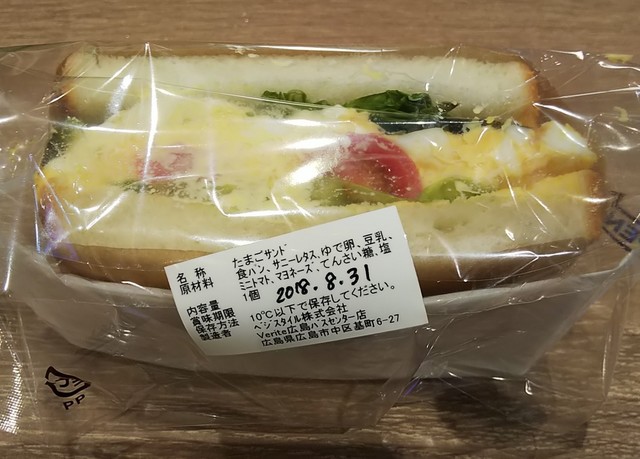 名称 たまごサンド
原材料 食パン、サニーレタス、ゆで卵、豆乳、
ミニトマト、マヨネーズ、てんさい糖、塩
内容量 1個
賞味期限 2018.8.31
保存方法 10℃以下で保存してください。
製造者 ベジスタイル株式会社
Verite広島バスセンター店
広島県広島市中区基町6-27
PP